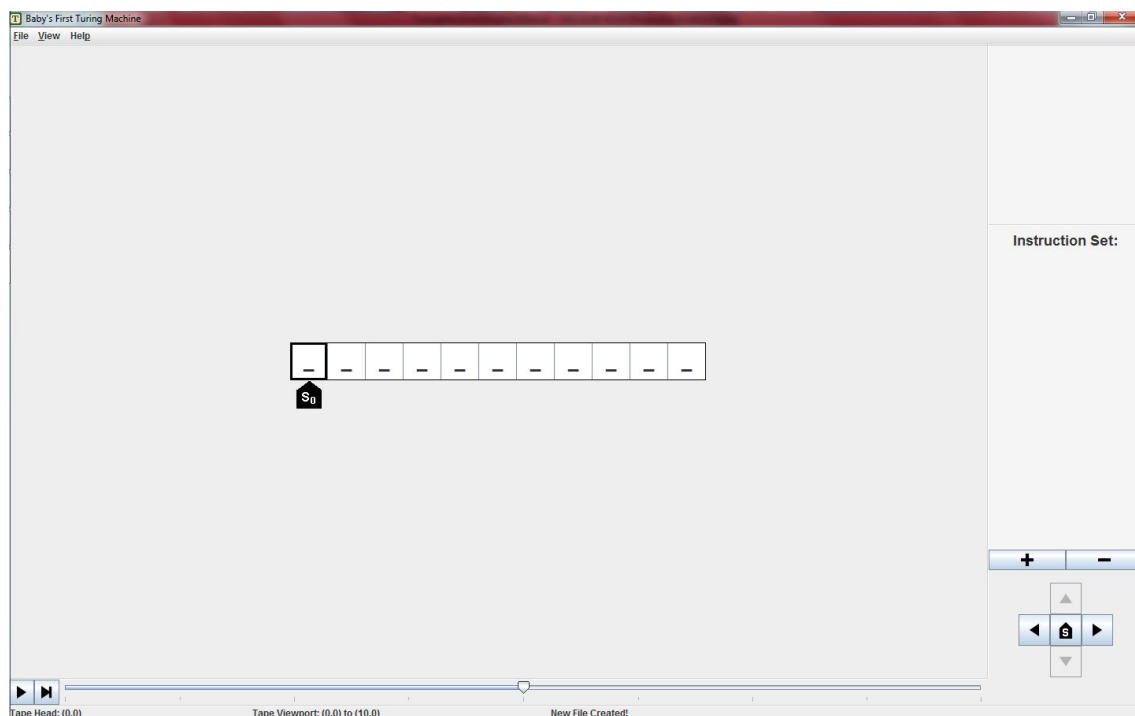 Baby's First Turing Machine
File View Help
Instruction Set:
_ _ _ _ _ _ _ _ _ _ _
S0
+ −
S
Tape Head: (0,0) Tape Viewport: (0,0) to (10,0) New File Created!